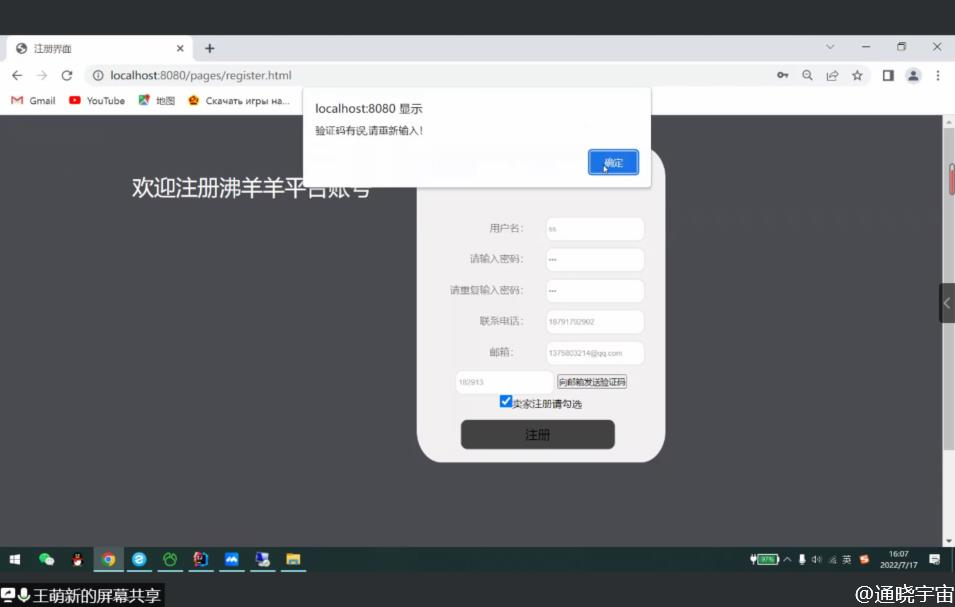 注册界面
localhost:8080/pages/register.html
Gmail
YouTube
地图
Скачать игры на...
localhost:8080 显示
验证码有误,请重新输入!
确定
欢迎注册沸羊羊平台账号
用户名: ss
请输入密码: •••
请重复输入密码: •••
联系电话: 18791702902
邮箱: 1375803214@qq.com
182913 向邮箱发送验证码
卖家注册请勾选
注册
97%
英
16:07
2022/7/17
王萌新的屏幕共享
@通晓宇宙